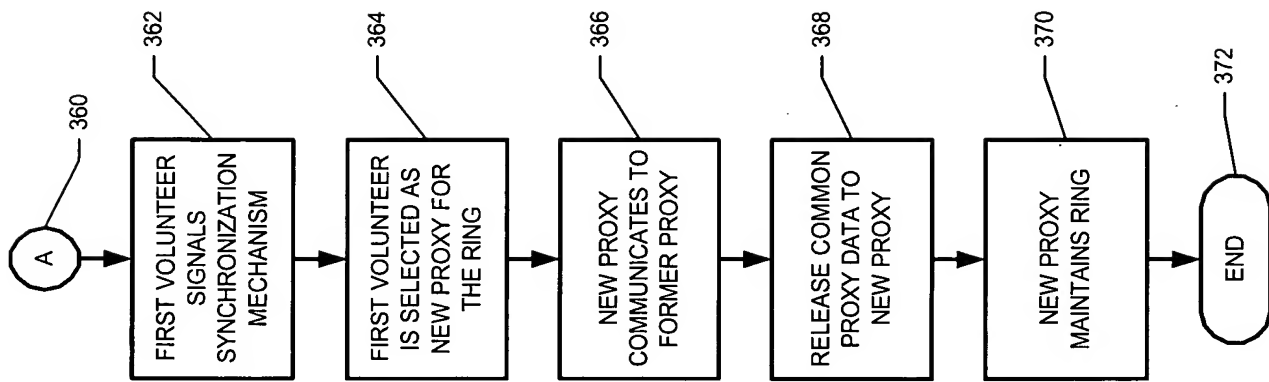 A
360
FIRST VOLUNTEER
SIGNALS
SYNCHRONIZATION
MECHANISM
362
FIRST VOLUNTEER
IS SELECTED AS
NEW PROXY FOR
THE RING
364
NEW PROXY
COMMUNICATES TO
FORMER PROXY
366
RELEASE COMMON
PROXY DATA TO
NEW PROXY
368
NEW PROXY
MAINTAINS RING
370
END
372